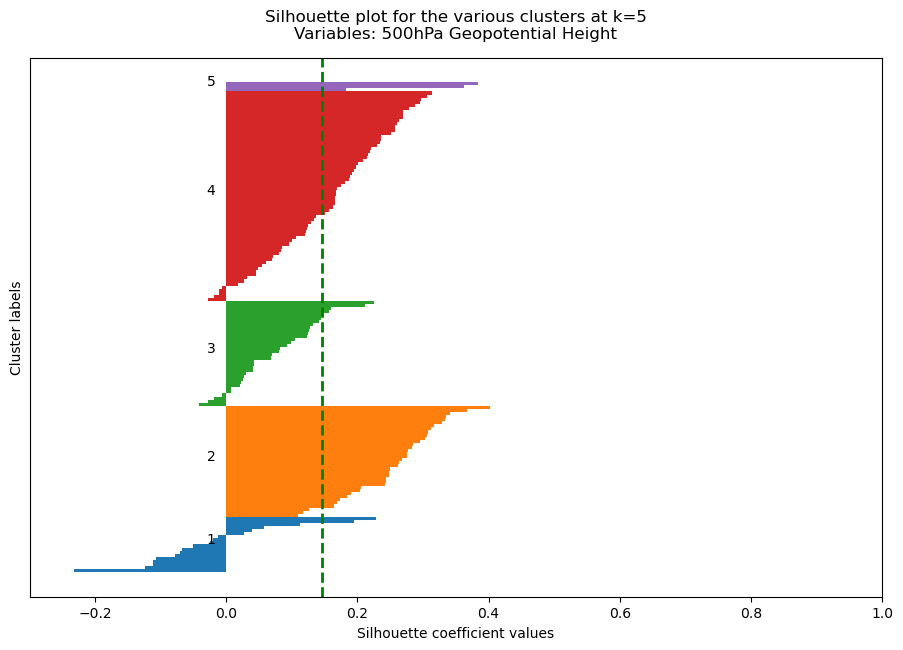 Silhouette plot for the various clusters at k=5
Variables: 500hPa Geopotential Height
Cluster labels
5
4
3
2
1
−0.2 0.0 0.2 0.4 0.6 0.8 1.0
Silhouette coefficient values